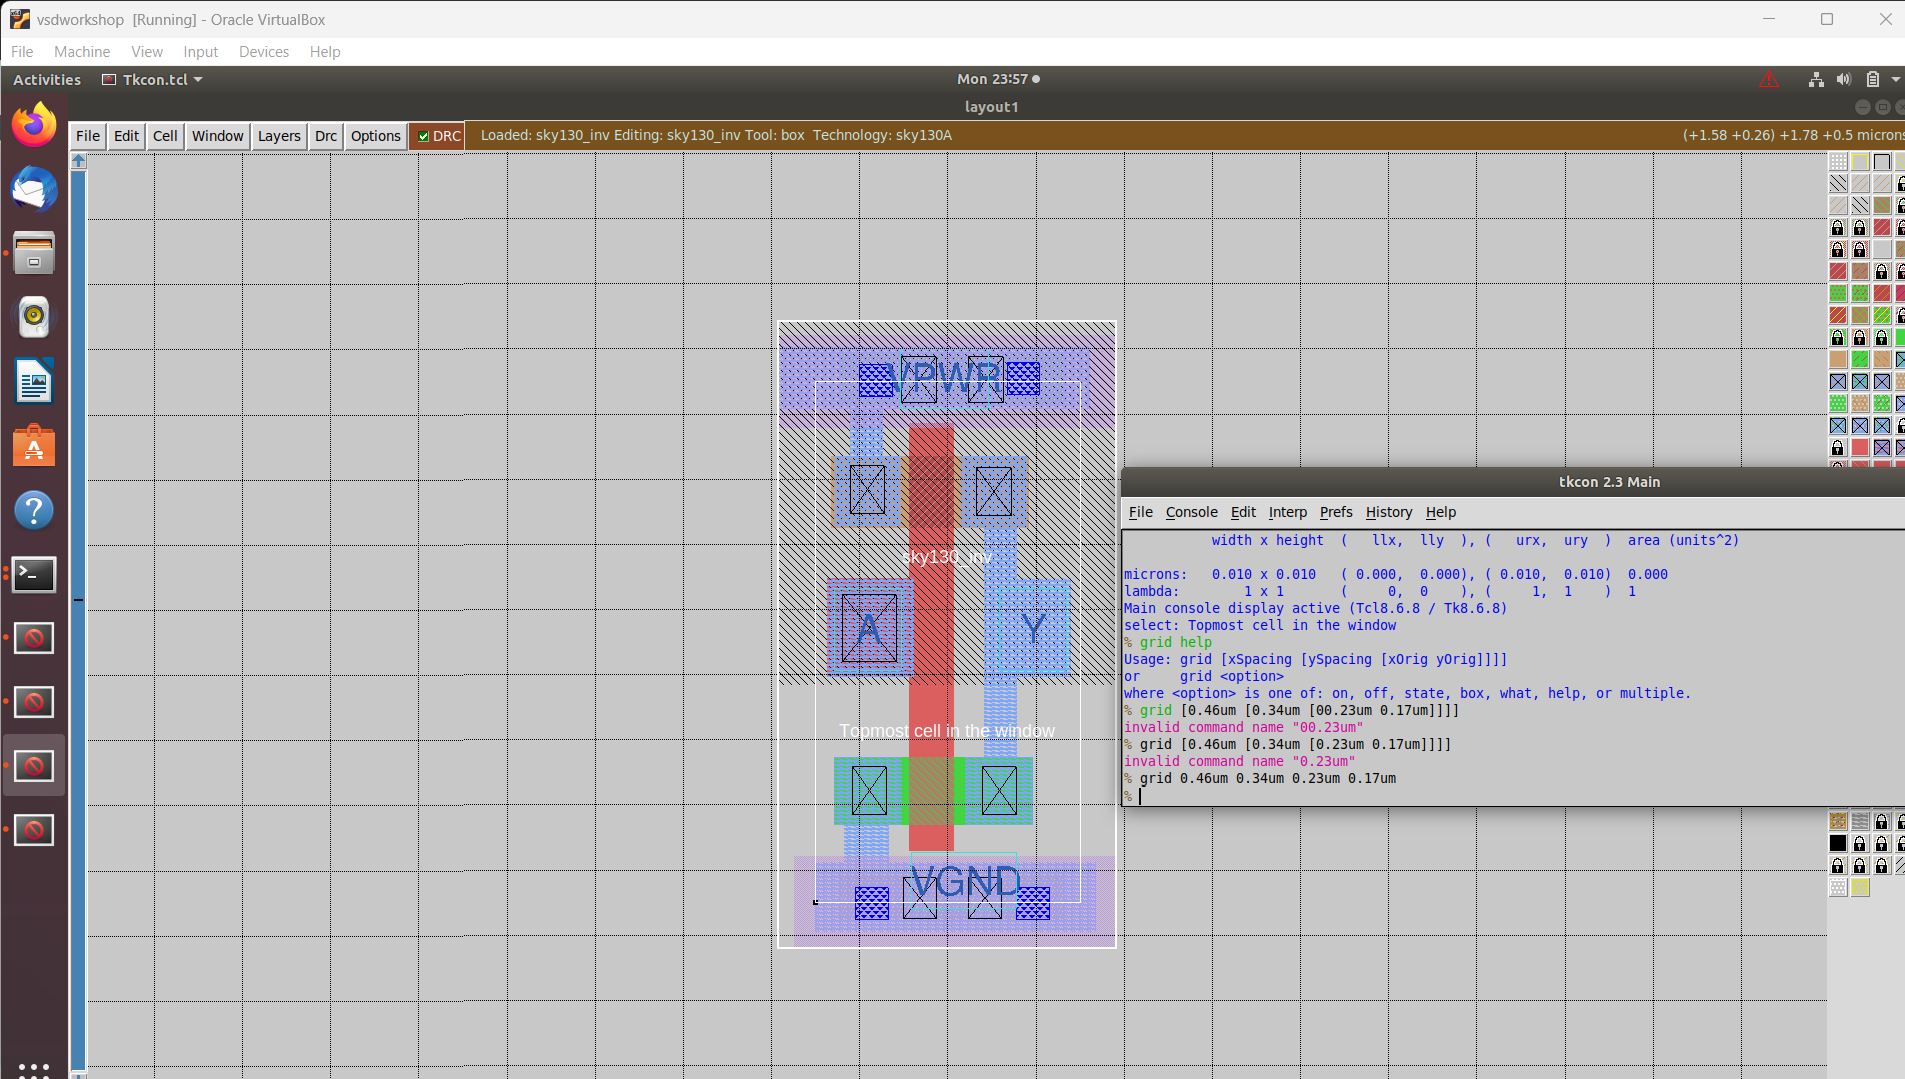 vsdworkshop [Running] - Oracle VirtualBox
File Machine View Input Devices Help
Activities Tkcon.tcl Mon 23:57
layout1
File Edit Cell Window Layers Drc Options DRC Loaded: sky130_inv Editing: sky130_inv Tool: box Technology: sky130A (+1.58 +0.26) +1.78 +0.5 microns
VPWR
sky130_inv
A Y
Topmost cell in the window
VGND
tkcon 2.3 Main
File Console Edit Interp Prefs History Help
width x height ( llx, lly ), ( urx, ury ) area (units^2)
microns: 0.010 x 0.010 ( 0.000, 0.000), ( 0.010, 0.010) 0.000
lambda: 1 x 1 ( 0, 0 ), ( 1, 1 ) 1
Main console display active (Tcl8.6.8 / Tk8.6.8)
select: Topmost cell in the window
% grid help
Usage: grid [xSpacing [ySpacing [xOrig yOrig]]]]
or grid <option>
where <option> is one of: on, off, state, box, what, help, or multiple.
% grid [0.46um [0.34um [00.23um 0.17um]]]]
invalid command name "00.23um"
% grid [0.46um [0.34um [0.23um 0.17um]]]]
invalid command name "0.23um"
% grid 0.46um 0.34um 0.23um 0.17um
%